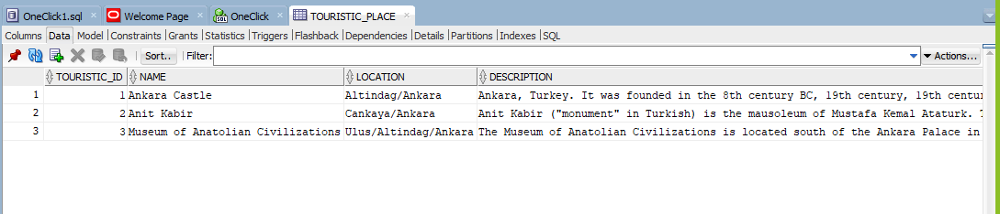 OneClick1.sql Welcome Page OneClick TOURISTIC_PLACE
Columns Data Model Constraints Grants Statistics Triggers Flashback Dependencies Details Partitions Indexes SQL
Sort.. Filter: Actions...
TOURISTIC_ID NAME LOCATION DESCRIPTION
1 1 Ankara Castle Altindag/Ankara Ankara, Turkey. It was founded in the 8th century BC, 19th century, 19th centur
2 2 Anit Kabir Cankaya/Ankara Anit Kabir ("monument" in Turkish) is the mausoleum of Mustafa Kemal Ataturk. T
3 3 Museum of Anatolian Civilizations Ulus/Altindag/Ankara The Museum of Anatolian Civilizations is located south of the Ankara Palace in